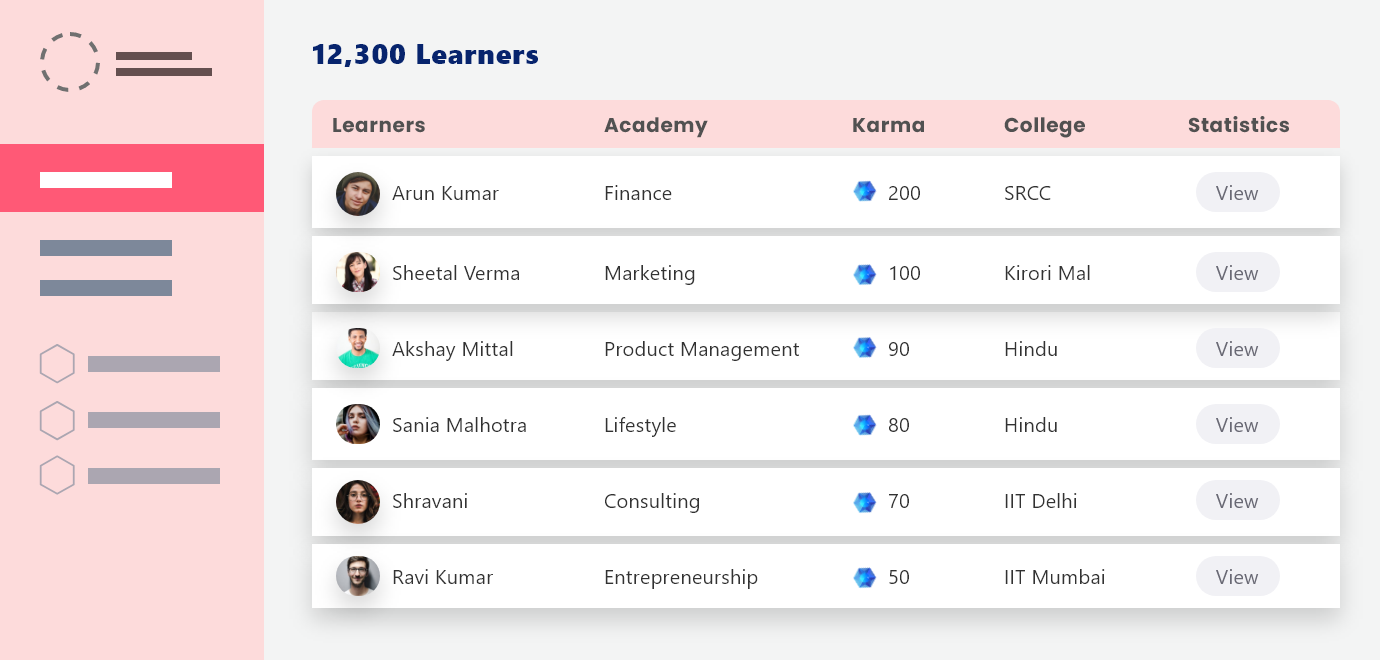 12,300 Learners
Learners Academy Karma College Statistics
Arun Kumar Finance 200 SRCC View
Sheetal Verma Marketing 100 Kirori Mal View
Akshay Mittal Product Management 90 Hindu View
Sania Malhotra Lifestyle 80 Hindu View
Shravani Consulting 70 IIT Delhi View
Ravi Kumar Entrepreneurship 50 IIT Mumbai View